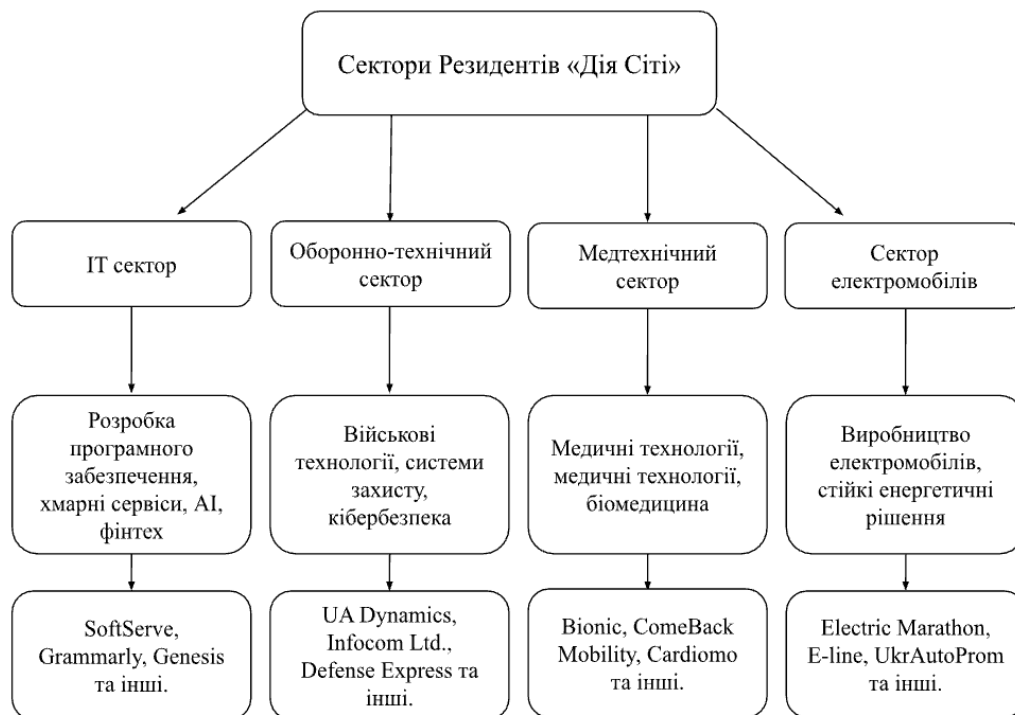 Сектори Резидентів «Дія Сіті»
ІТ сектор
Оборонно-технічний
сектор
Медтехнічний
сектор
Сектор
електромобілів
Розробка
програмного
забезпечення,
хмарні сервіси, AI,
фінтех
Військові
технології, системи
захисту,
кібербезпека
Медичні технології,
медичні технології,
біомедицина
Виробництво
електромобілів,
стійкі енергетичні
рішення
SoftServe,
Grammarly, Genesis
та інші.
UA Dynamics,
Infocom Ltd.,
Defense Express та
інші.
Bionic, ComeBack
Mobility, Cardiomo
та інші.
Electric Marathon,
E-line, UkrAutoProm
та інші.